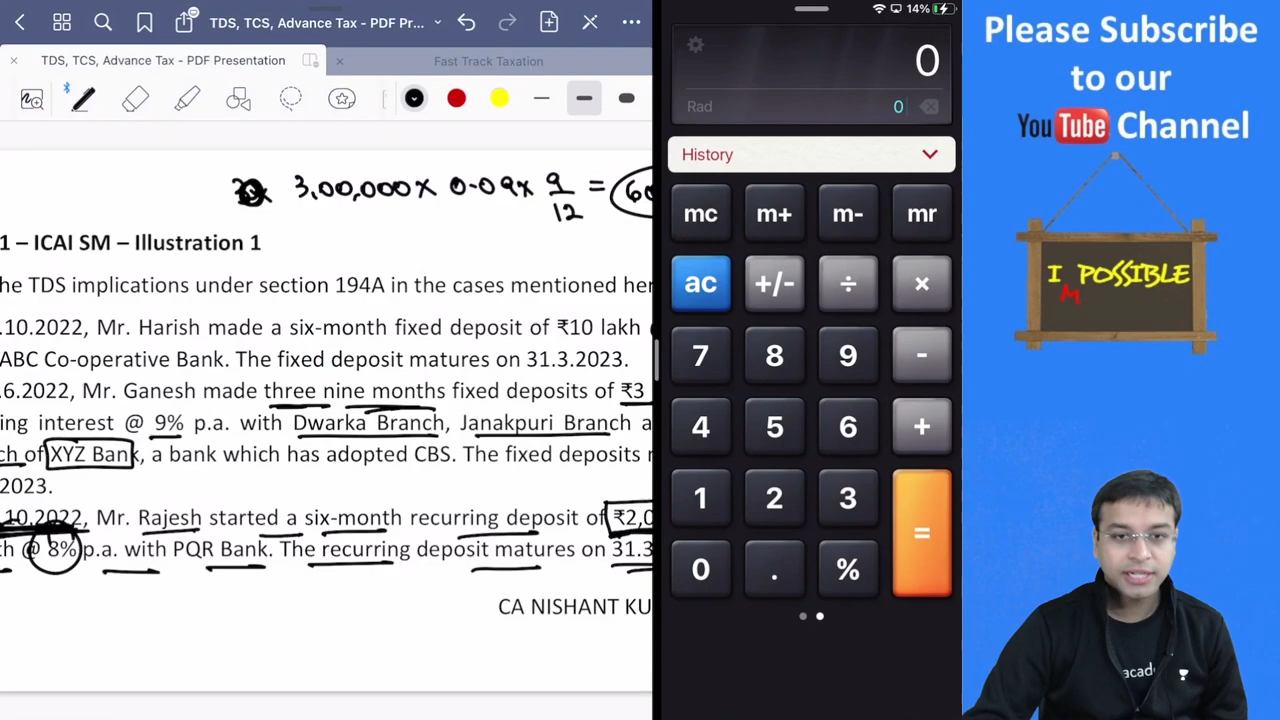 TDS, TCS, Advance Tax - PDF Pr...
14%
TDS, TCS, Advance Tax - PDF Presentation
Fast Track Taxation
3,00,000 x 0.09 x 9/12 =
1 – ICAI SM – Illustration 1
he TDS implications under section 194A in the cases mentioned her
.10.2022, Mr. Harish made a six-month fixed deposit of ₹10 lakh
ABC Co-operative Bank. The fixed deposit matures on 31.3.2023.
.6.2022, Mr. Ganesh made three nine months fixed deposits of ₹3
ing interest @ 9% p.a. with Dwarka Branch, Janakpuri Branch a
ch of XYZ Bank, a bank which has adopted CBS. The fixed deposits
2023.
.10.2022, Mr. Rajesh started a six-month recurring deposit of ₹2,0
th @ 8% p.a. with PQR Bank. The recurring deposit matures on 31.3
CA NISHANT KU
0
Rad 0
History
mc m+ m- mr
ac +/- ÷ ×
7 8 9 -
4 5 6 +
1 2 3 =
0 . %
Please Subscribe
to our
YouTube Channel
I POSSIBLE
M
acade